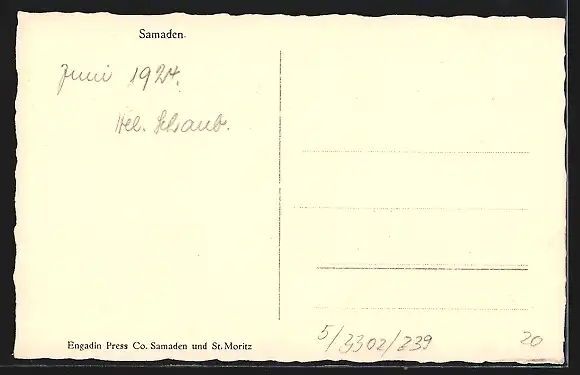 Samaden.
Juni 1924.
Hel. Schaub.
Engadin Press Co. Samaden und St. Moritz
5/3302/239
20